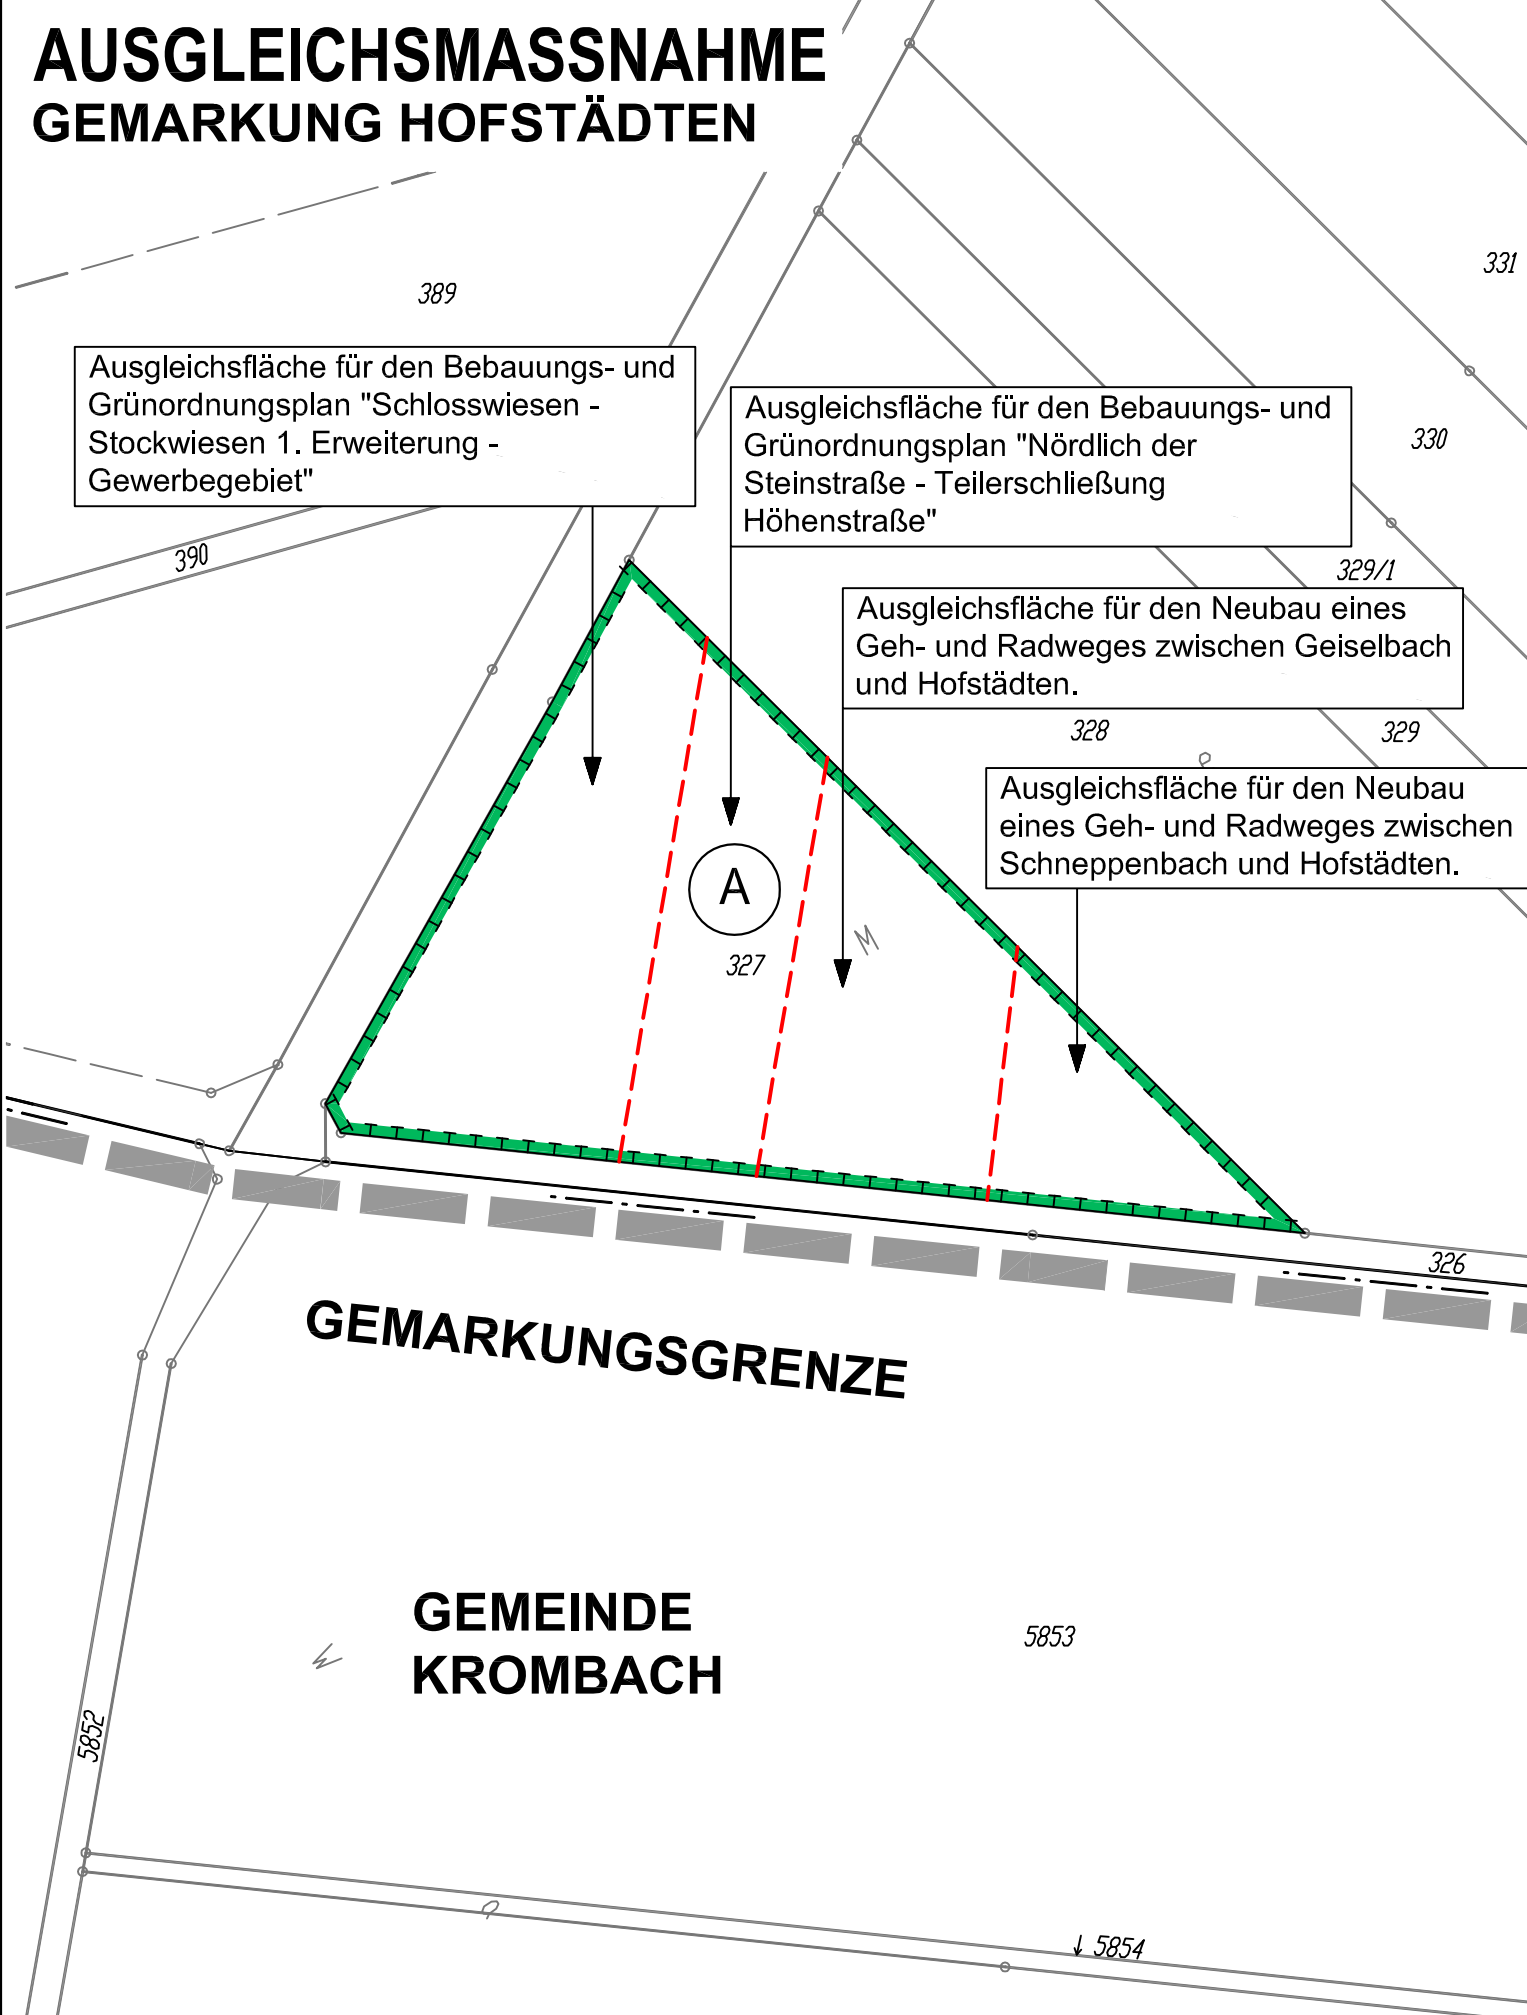 AUSGLEICHSMASSNAHME
GEMARKUNG HOFSTÄDTEN
331
389
Ausgleichsfläche für den Bebauungs- und
Grünordnungsplan "Schlosswiesen -
Stockwiesen 1. Erweiterung -
Gewerbegebiet"
Ausgleichsfläche für den Bebauungs- und
Grünordnungsplan "Nördlich der
Steinstraße - Teilerschließung
Höhenstraße"
330
390
329/1
Ausgleichsfläche für den Neubau eines
Geh- und Radweges zwischen Geiselbach
und Hofstädten.
328
329
Ausgleichsfläche für den Neubau
eines Geh- und Radweges zwischen
Schneppenbach und Hofstädten.
A
327
326
GEMARKUNGSGRENZE
GEMEINDE
KROMBACH
5853
5852
↓ 5854